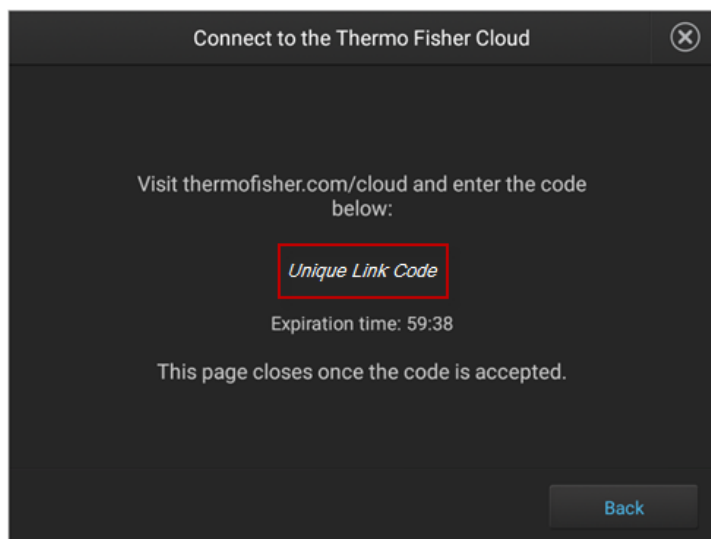 Connect to the Thermo Fisher Cloud
Visit thermofisher.com/cloud and enter the code
below:
Unique Link Code
Expiration time: 59:38
This page closes once the code is accepted.
Back